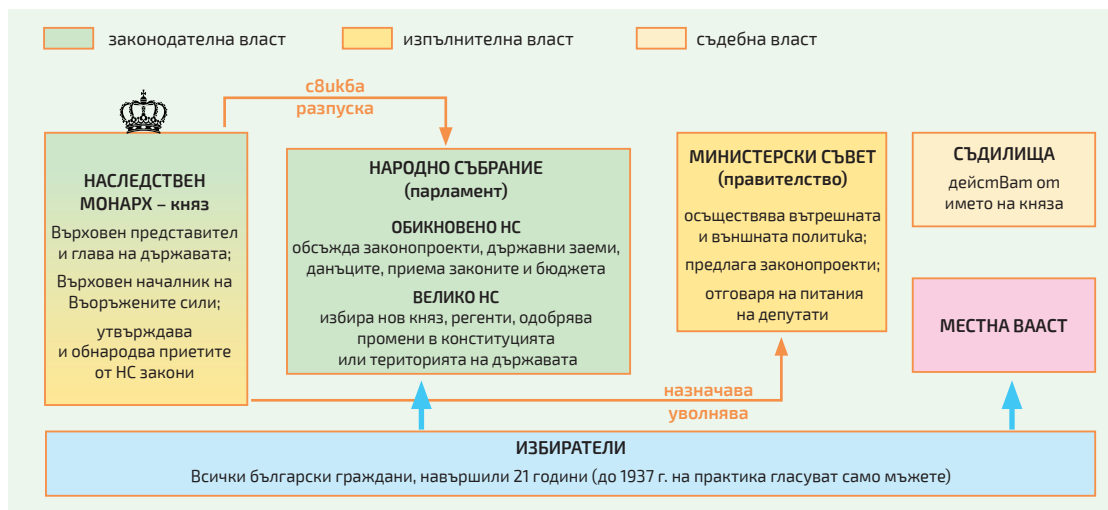 законодателна власт
изпълнителна власт
съдебна власт
свиква
разпуска
НАСЛЕДСТВЕН
МОНАРХ – княз
Върховен представител
и глава на държавата;
Върховен началник на
Въоръжените сили;
утвърждава
и обнародва приетите
от НС закони
НАРОДНО СЪБРАНИЕ
(парламент)
ОБИКНОВЕНО НС
обсъжда законопроекти, държавни заеми,
данъците, приема законите и бюджета
ВЕЛИКО НС
избира нов княз, регенти, одобрява
промени в конституцията
или територията на държавата
МИНИСТЕРСКИ СЪВЕТ
(правителство)
осъществява вътрешната
и външната политика;
предлага законопроекти;
отговаря на питания
на депутати
СЪДИЛИЩА
действат от
името на княза
МЕСТНА ВААСТ
назначава
уволнява
ИЗБИРАТЕЛИ
Всички български граждани, навършили 21 години (до 1937 г. на практика гласуват само мъжете)